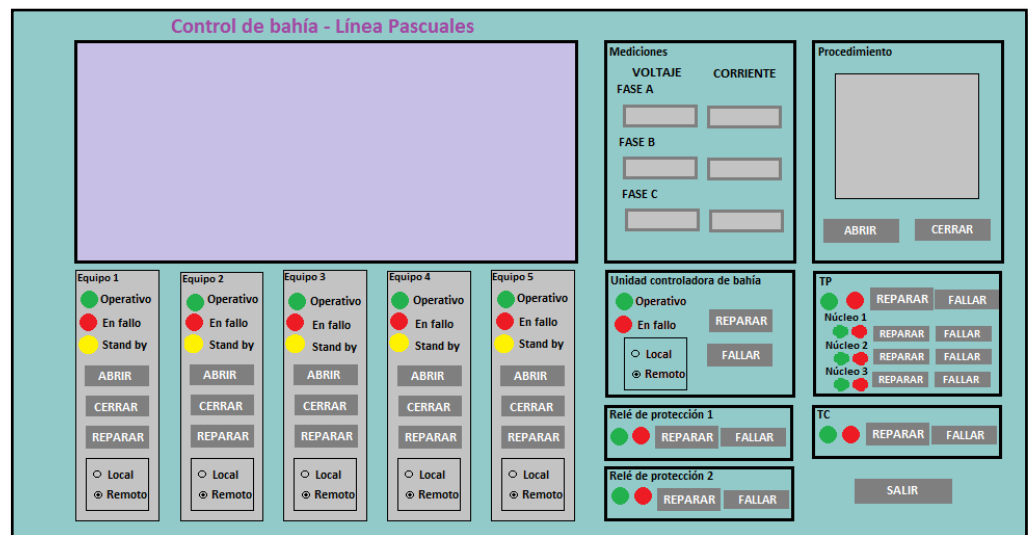 Control de bahía - Línea Pascuales
Mediciones
VOLTAJE CORRIENTE
FASE A
FASE B
FASE C
Procedimiento
ABRIR CERRAR
Equipo 1
Operativo
En fallo
Stand by
ABRIR
CERRAR
REPARAR
Local
Remoto
Equipo 2
Operativo
En fallo
Stand by
ABRIR
CERRAR
REPARAR
Local
Remoto
Equipo 3
Operativo
En fallo
Stand by
ABRIR
CERRAR
REPARAR
Local
Remoto
Equipo 4
Operativo
En fallo
Stand by
ABRIR
CERRAR
REPARAR
Local
Remoto
Equipo 5
Operativo
En fallo
Stand by
ABRIR
CERRAR
REPARAR
Local
Remoto
Unidad controladora de bahía
Operativo
En fallo
REPARAR
Local
Remoto
FALLAR
TP
REPARAR FALLAR
Núcleo 1
REPARAR FALLAR
Núcleo 2
REPARAR FALLAR
Núcleo 3
REPARAR FALLAR
Relé de protección 1
REPARAR FALLAR
TC
REPARAR FALLAR
Relé de protección 2
REPARAR FALLAR
SALIR